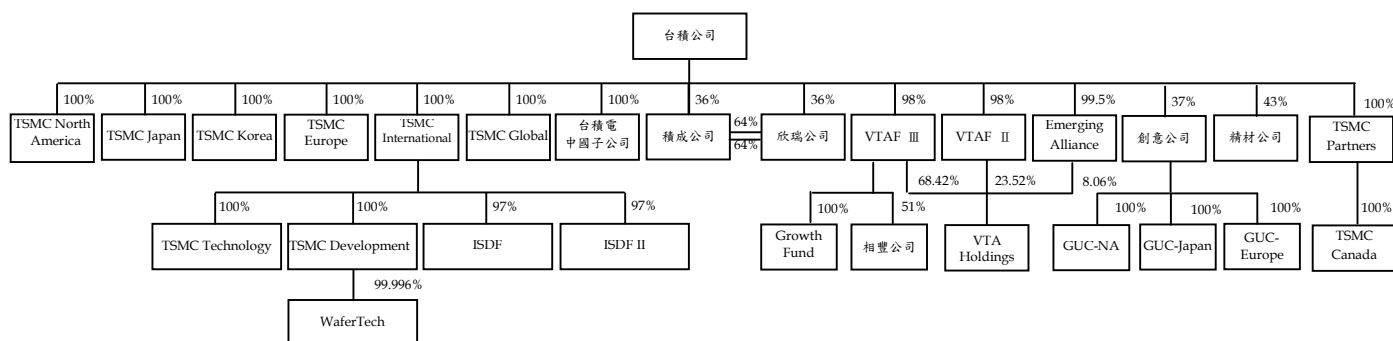 台積公司
100%
100%
100%
100%
100%
100%
100%
36%
36%
98%
98%
99.5%
37%
43%
100%
TSMC North
America
TSMC Japan
TSMC Korea
TSMC
Europe
TSMC
International
TSMC Global
台積電
中國子公司
積成公司
64%
64%
欣瑞公司
VTAF Ⅲ
VTAF Ⅱ
Emerging
Alliance
創意公司
精材公司
TSMC
Partners
68.42%
23.52%
8.06%
100%
100%
97%
97%
100%
51%
100%
100%
100%
100%
TSMC Technology
TSMC Development
ISDF
ISDF II
Growth
Fund
相豐公司
VTA
Holdings
GUC-NA
GUC-Japan
GUC-
Europe
TSMC
Canada
99.996%
WaferTech